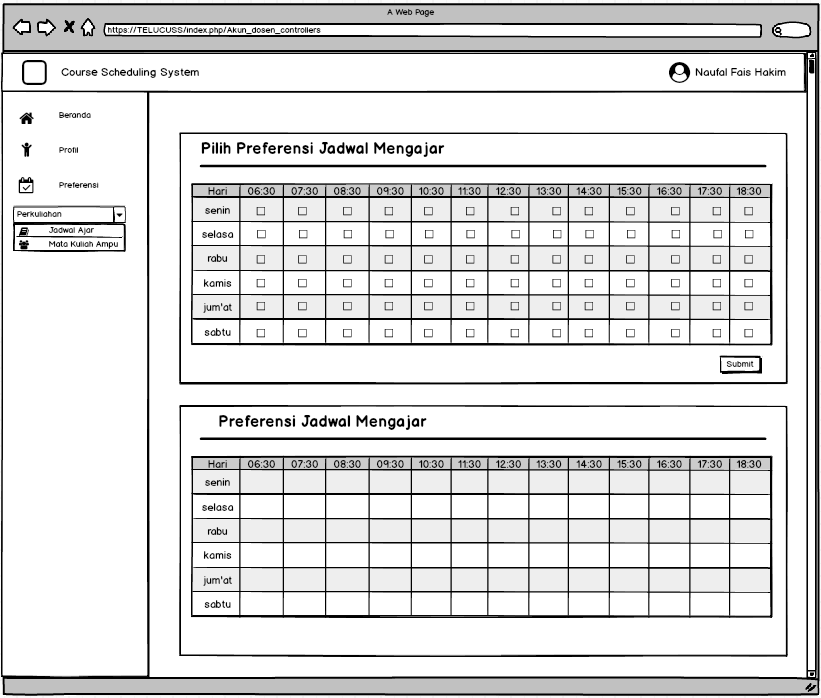 A Web Page
https://TELUCUSS/index.php/Akun_dosen_controllers
Course Scheduling System
Naufal Fais Hakim
Beranda
Profil
Preferensi
Perkuliahan
Jadwal Ajar
Mata Kuliah Ampu
Pilih Preferensi Jadwal Mengajar
Hari 06:30 07:30 08:30 09:30 10:30 11:30 12:30 13:30 14:30 15:30 16:30 17:30 18:30
senin
selasa
rabu
kamis
jum'at
sabtu
Submit
Preferensi Jadwal Mengajar
Hari 06:30 07:30 08:30 09:30 10:30 11:30 12:30 13:30 14:30 15:30 16:30 17:30 18:30
senin
selasa
rabu
kamis
jum'at
sabtu